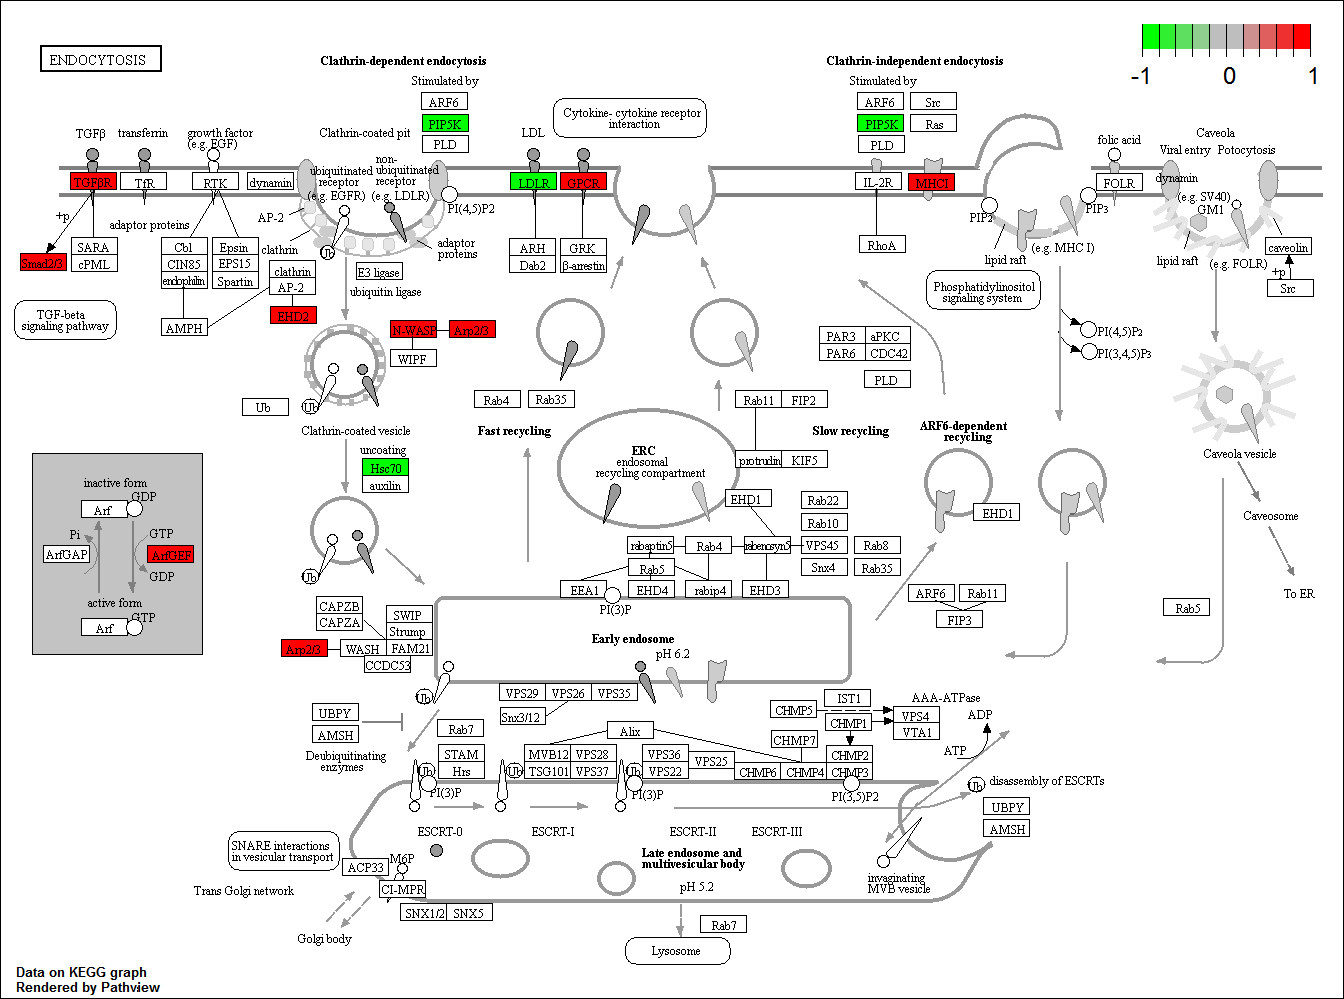 ENDOCYTOSIS
Clathrin-dependent endocytosis
Stimulated by
ARF6
PIP5K
PLD
Clathrin-independent endocytosis
Stimulated by
ARF6
Src
PIP5K
Ras
PLD
-1
0
1
TGFβ
transferrin
growth factor
(e.g. EGF)
Clathrin-coated pit
LDL
Cytokine- cytokine receptor
interaction
folic acid
Caveola
Viral entry
Potocytosis
TGFβR
TfR
RTK
dynamin
ubiquitinated
receptor
(e.g. EGFR)
non-
ubiquitinated
receptor
(e.g. LDLR)
LDLR
GPCR
IL-2R
MHCI
FOLR
dynamin
(e.g. SV40)
GM1
PI(4,5)P2
PIP2
PIP3
+p
adaptor proteins
AP-2
clathrin
Ub
adaptor
proteins
SARA
cPML
Smad2/3
Cbl
CIN85
endophilin
Epsin
EPS15
Spartin
AMPH
clathrin
AP-2
EHD2
E3 ligase
ubiquitin ligase
ARH
Dab2
GRK
β-arrestin
RhoA
lipid raft
(e.g. MHC I)
lipid raft
(e.g. FOLR)
caveolin
+p
Src
TGF-beta
signaling pathway
Phosphatidylinositol
signaling system
N-WASP
Arp2/3
WIPF
PAR3
aPKC
PAR6
CDC42
PLD
PI(4,5)P2
PI(3,4,5)P3
Ub
Ub
Rab4
Rab35
Rab11
FIP2
Clathrin-coated vesicle
Fast recycling
Slow recycling
ARF6-dependent
recycling
uncoating
Hsc70
auxilin
ERC
endosomal
recycling compartment
protrudin
KIF5
Caveola vesicle
inactive form
GDP
Arf
Pi
GTP
ArfGAP
ArfGEF
GDP
active form
GTP
Arf
EHD1
Rab22
Rab10
EHD1
Caveosome
rabaptin5
Rab4
rabenosyn5
VPS45
Rab8
Rab5
Snx4
Rab35
Ub
EEA1
EHD4
rabip4
EHD3
PI(3)P
ARF6
Rab11
FIP3
To ER
Rab5
CAPZB
CAPZA
SWIP
Strump
Arp2/3
WASH
FAM21
CCDC53
Early endosome
pH 6.2
Ub
VPS29
VPS26
VPS35
Snx3/12
IST1
AAA-ATPase
CHMP5
VPS4
VTA1
ADP
CHMP1
UBPY
AMSH
Deubiquitinating
enzymes
Rab7
Alix
CHMP7
ATP
STAM
Hrs
MVB12
VPS28
TSG101
VPS37
VPS36
VPS22
VPS25
CHMP2
CHMP6
CHMP4
CHMP3
Ub
Ub
Ub
Ub
disassembly of ESCRTs
PI(3)P
PI(3)P
PI(3,5)P2
UBPY
AMSH
ESCRT-0
ESCRT-I
ESCRT-II
ESCRT-III
SNARE interactions
in vesicular transport
ACP33
M6P
Late endosome and
multivesicular body
pH 5.2
invaginating
MVB vesicle
Trans Golgi network
CI-MPR
SNX1/2
SNX5
Golgi body
Rab7
Lysosome
Data on KEGG graph
Rendered by Pathview